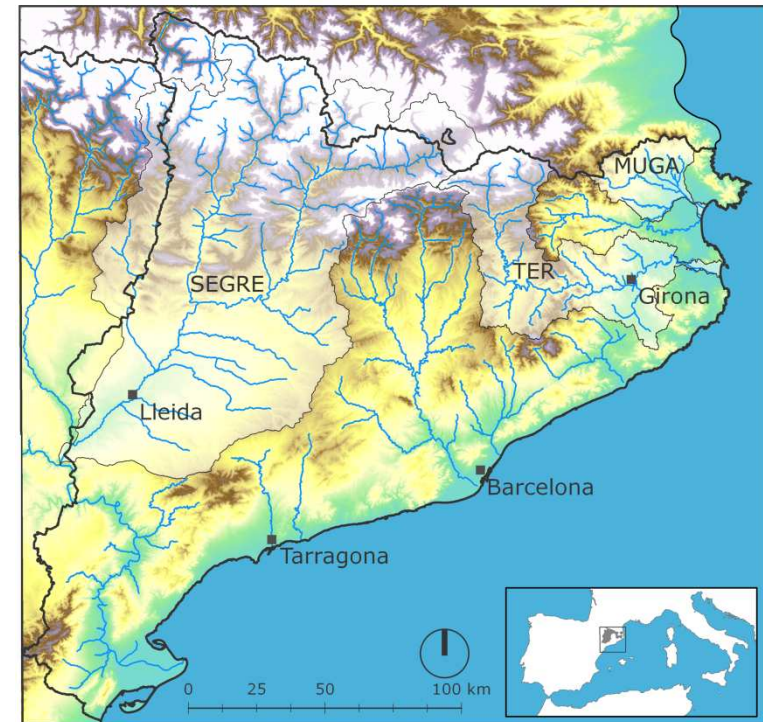 MUGA
TER
SEGRE
Girona
Lleida
Barcelona
Tarragona
0 25 50 100 km